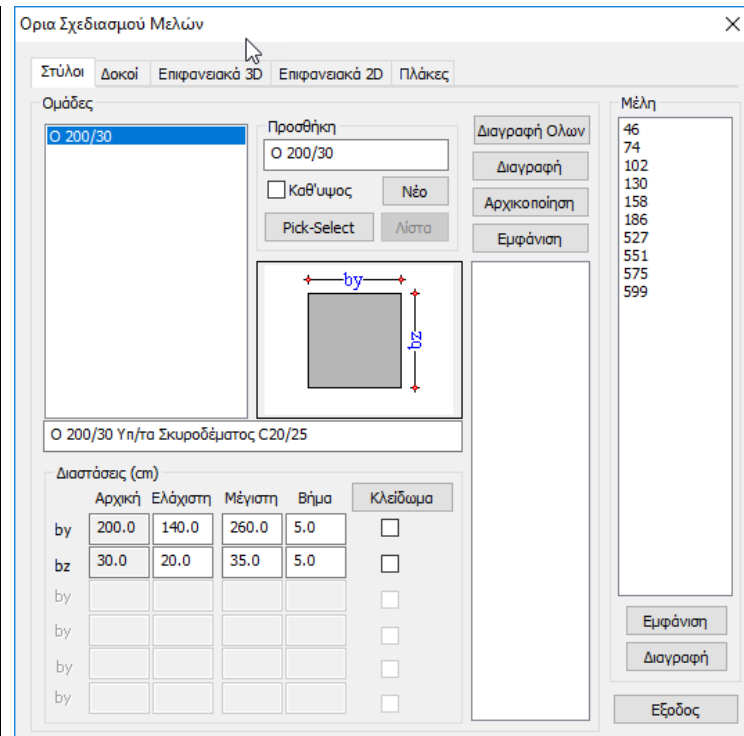 Ορια Σχεδιασμού Μελών
Στύλοι Δοκοί Επιφανειακά 3D Επιφανειακά 2D Πλάκες
Ομάδες
Ο 200/30
Προσθήκη
Ο 200/30
Καθ'υψος Νέο
Pick-Select Λίστα
Διαγραφή Ολων
Διαγραφή
Αρχικοποίηση
Εμφάνιση
by
bz
Ο 200/30 Υπ/τα Σκυροδέματος C20/25
Διαστάσεις (cm)
Αρχική Ελάχιστη Μέγιστη Βήμα Κλείδωμα
by 200.0 140.0 260.0 5.0
bz 30.0 20.0 35.0 5.0
by
by
by
by
Μέλη
46
74
102
130
158
186
527
551
575
599
Εμφάνιση
Διαγραφή
Εξοδος